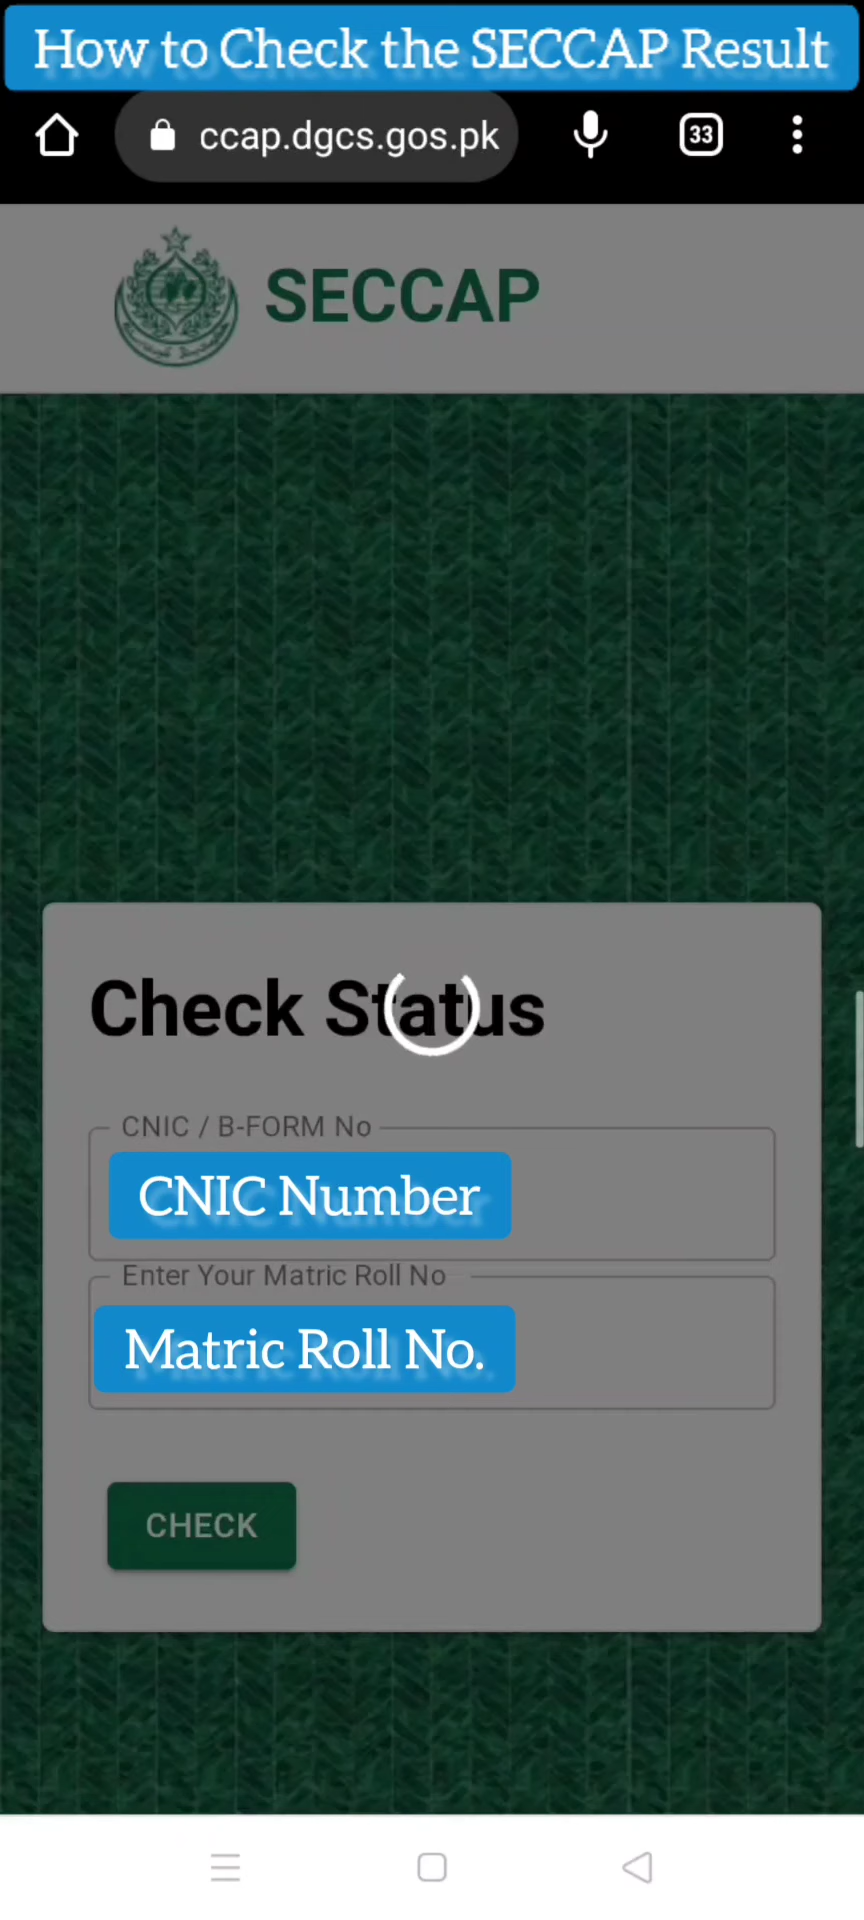 How to Check the SECCAP Result
ccap.dgcs.gos.pk
33
SECCAP
Check Status
CNIC / B-FORM No
CNIC Number
Enter Your Matric Roll No
Matric Roll No.
CHECK